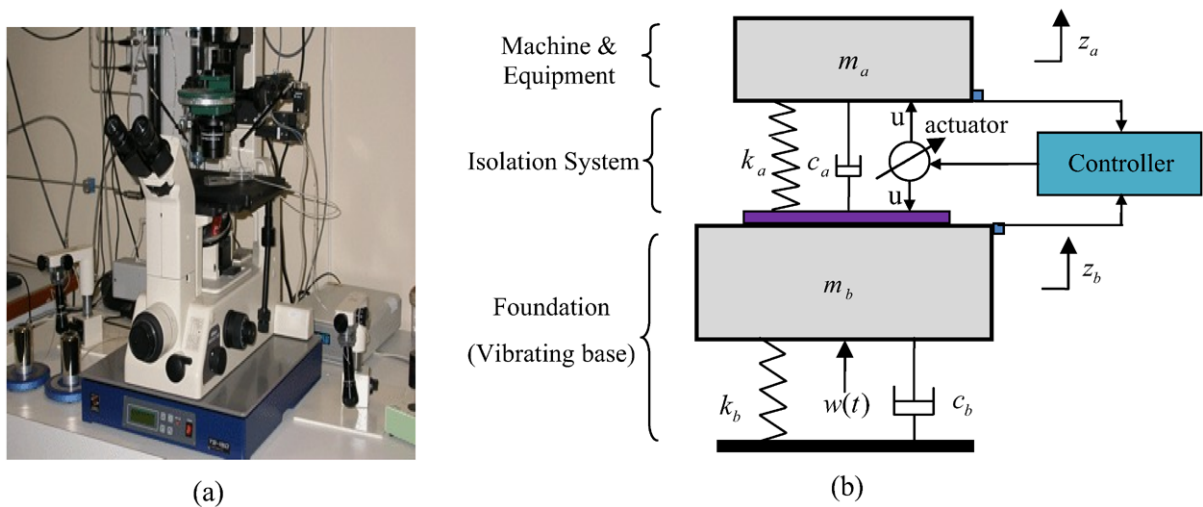 Machine &
Equipment
m_a
z_a
u
actuator
Isolation System
k_a
c_a
Controller
u
m_b
z_b
Foundation
(Vibrating base)
k_b
w(t)
c_b
(a)
(b)